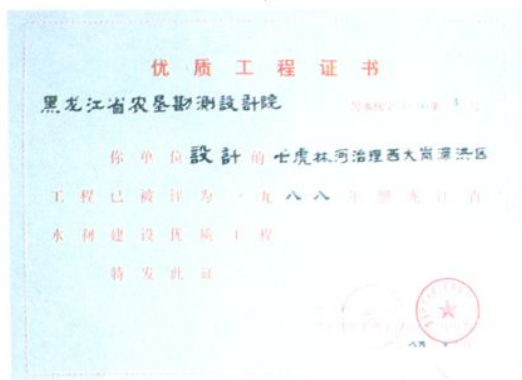 优质工程证书
黑龙江省农垦勘测設計院
你单位設計的七虎林河治理西大岗滞洪区
工程已被评为一九八八年黑龙江省
水利建设优质工程
特发此证